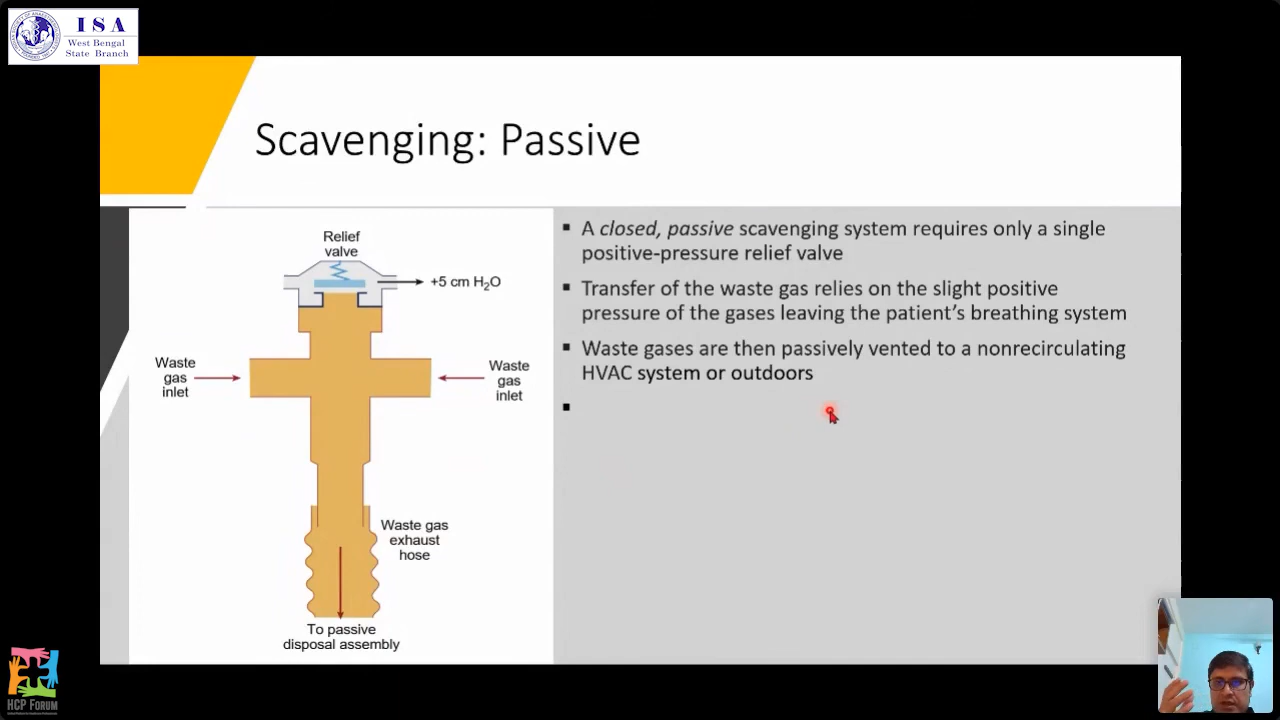 ISA
West Bengal
State Branch
Scavenging: Passive
Relief
valve
+5 cm H₂O
Waste
gas
inlet
Waste
gas
inlet
Waste gas
exhaust
hose
To passive
disposal assembly
▪ A closed, passive scavenging system requires only a single
positive-pressure relief valve
▪ Transfer of the waste gas relies on the slight positive
pressure of the gases leaving the patient's breathing system
▪ Waste gases are then passively vented to a nonrecirculating
HVAC system or outdoors
▪
HCP FORUM